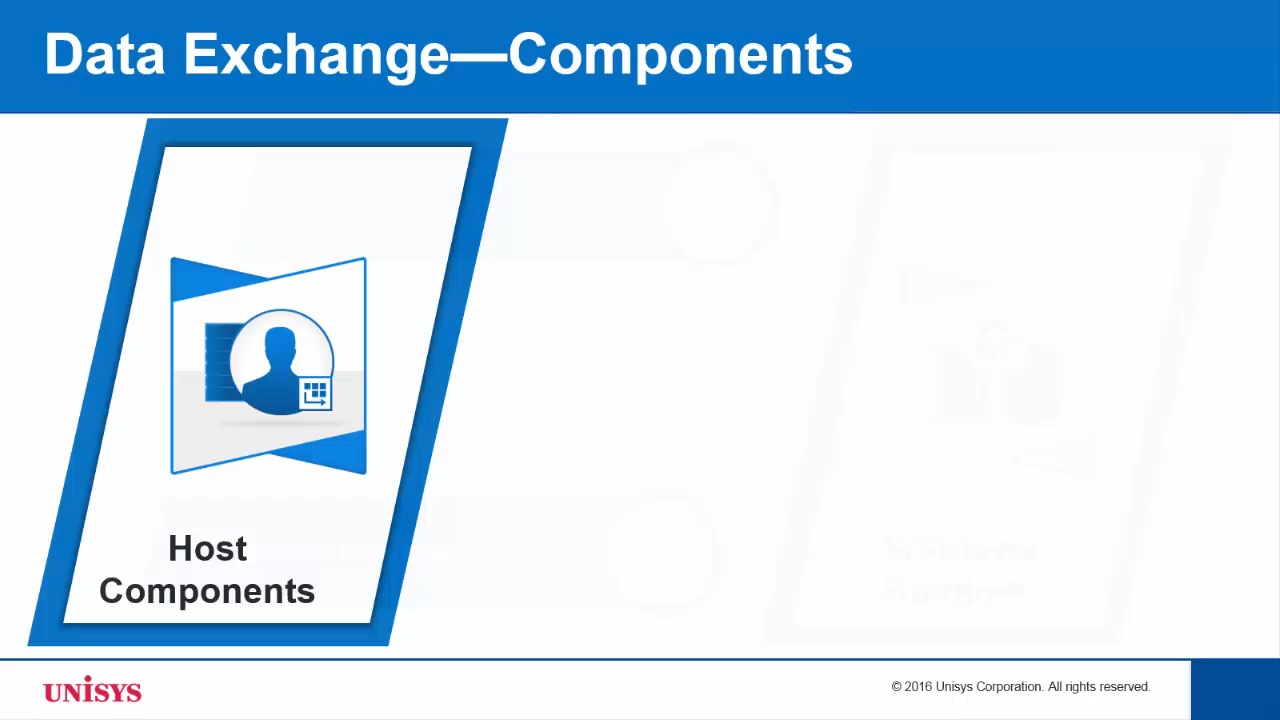 Data Exchange—Components
Host
Components
UNISYS
© 2016 Unisys Corporation. All rights reserved.